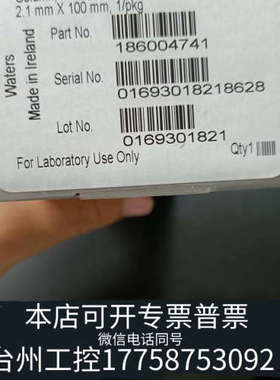 2.1 mm X 100 mm, 1/pkg
Waters
Made in Ireland
Part No.
186004741
Serial No.
01693018218628
Lot No.
0169301821
For Laboratory Use Only
Qty1
本店可开专票普票
微信电话同号
台州工控17758753092